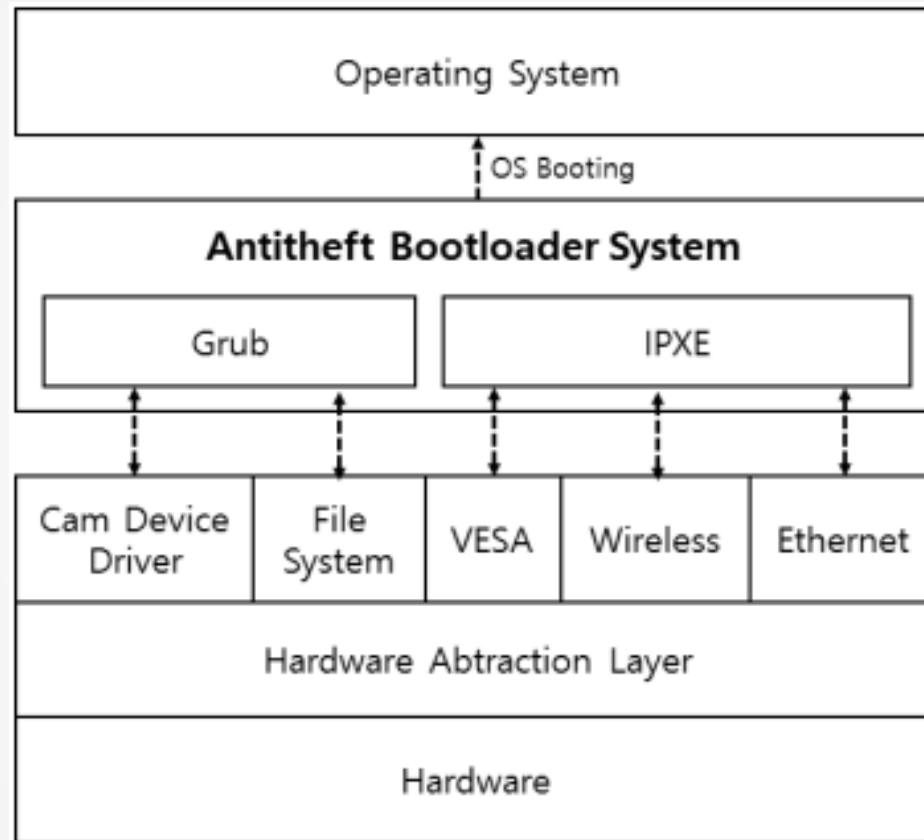 Operating System
OS Booting
Antitheft Bootloader System
Grub
IPXE
Cam Device
Driver
File
System
VESA
Wireless
Ethernet
Hardware Abtraction Layer
Hardware